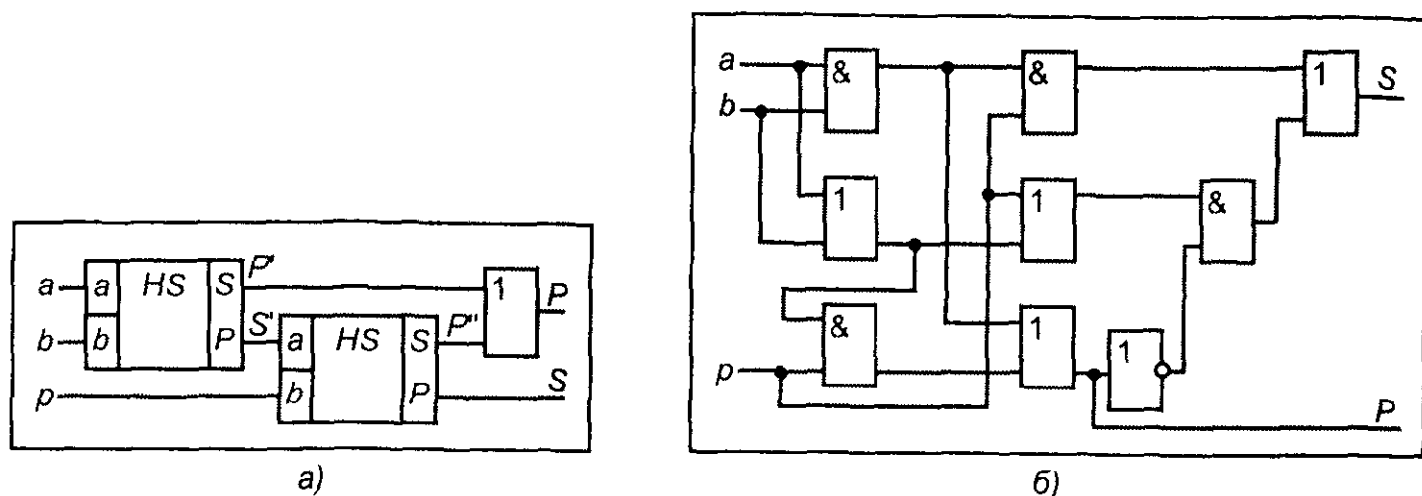 a a HS S P' 1 P
b b P S' a HS S P"
p b P S
а)
a & & 1 S
b
1 1 &
& 1 1
p
P
б)